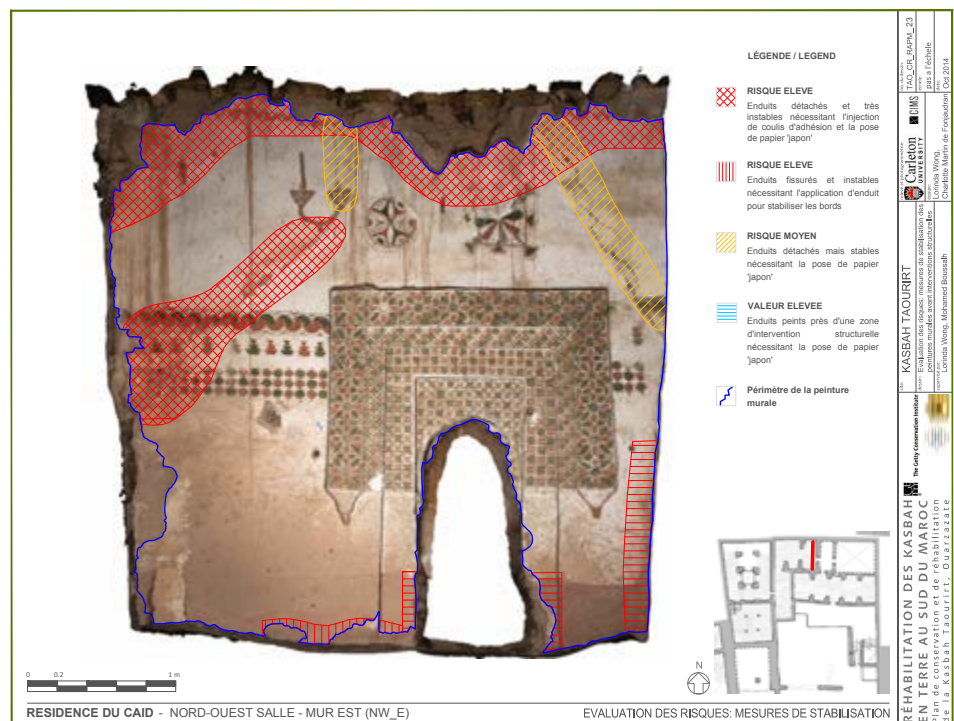 LÉGENDE / LEGEND
RISQUE ELEVE
Enduits détachés et très
instables nécessitant l'injection
de coulis d'adhésion et la pose
de papier 'japon'
RISQUE ELEVE
Enduits fissurés et instables
nécessitant l'application d'enduit
pour stabiliser les bords
RISQUE MOYEN
Enduits détachés mais stables
nécessitant la pose de papier
'japon'
VALEUR ELEVEE
Enduits peints près d'une zone
d'intervention structurelle
nécessitant la pose de papier
'japon'
Périmètre de la peinture
murale
N
0 0.2 1 m
RESIDENCE DU CAID - NORD-OUEST SALLE - MUR EST (NW_E)
EVALUATION DES RISQUES: MESURES DE STABILISATION
TAO_CR_RAPM_23
pas a l'échele
Oct 2014
Carleton
UNIVERSITY
CIMS
Lorinda Wong,
Charlotte Martin de Fonjaudran
KASBAH TAOURIRT
Evaluation des risques: mesures de stabilisation des
peintures murales avant interventions structurelles
Lorinda Wong, Mohamed Boussalh
The Getty Conservation Institute
RÉHABILITATION DES KASBAH
EN TERRE AU SUD DU MAROC
Plan de conservation et de réhabilitation
de la Kasbah Taourirt, Ouarzazate